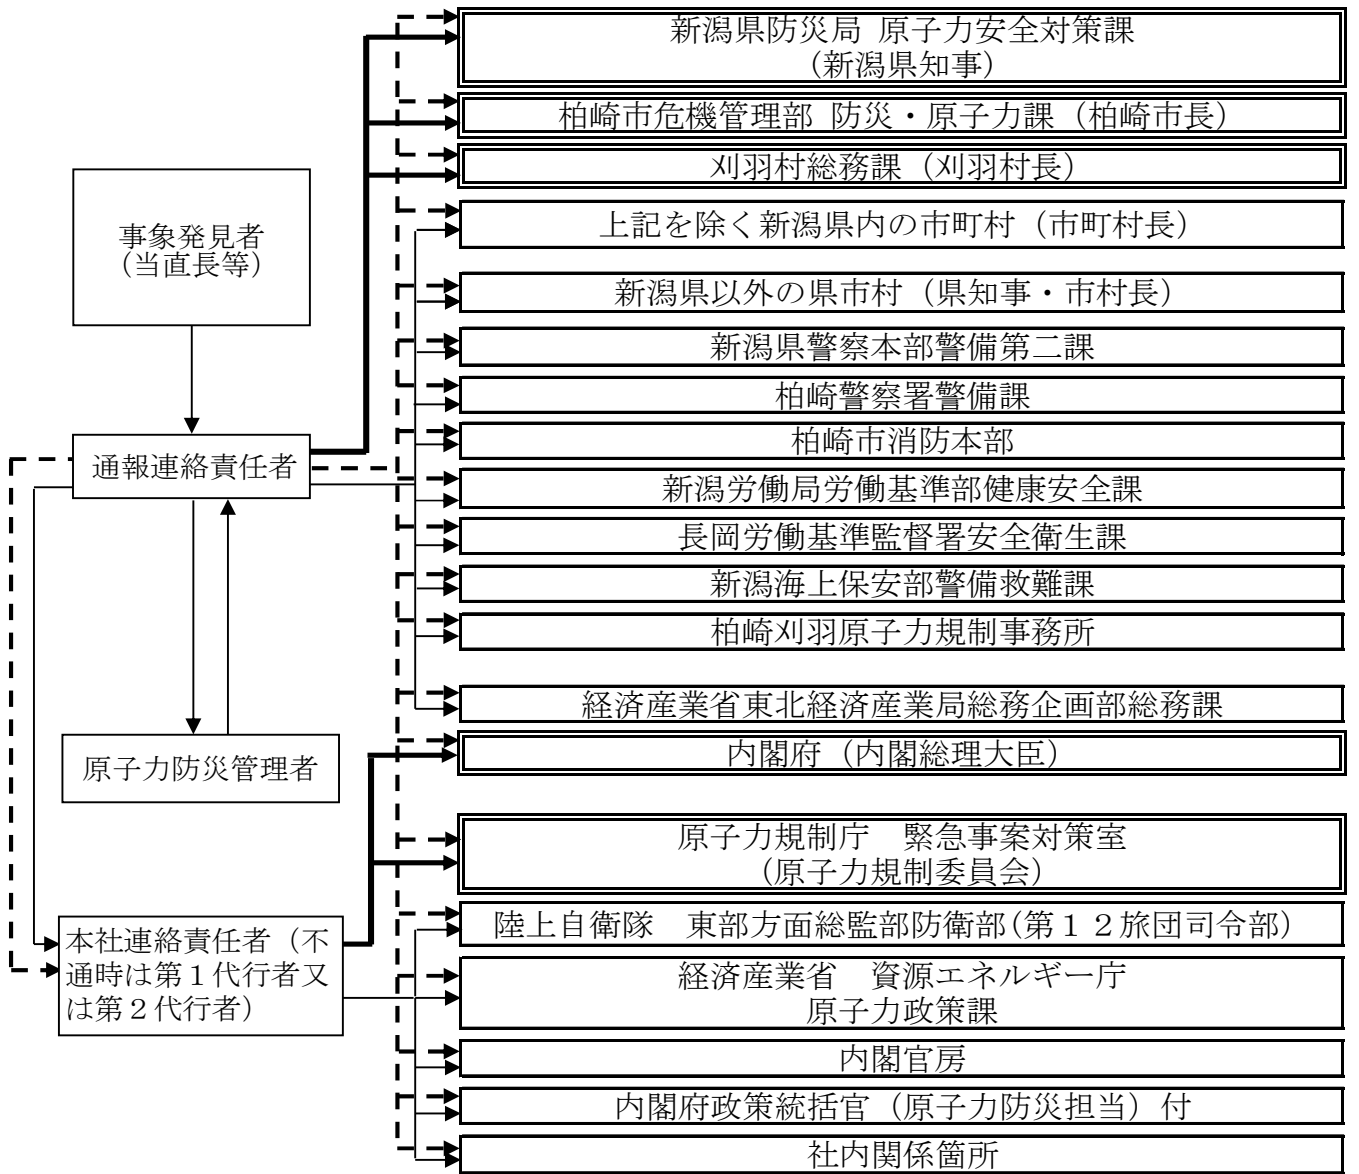 新潟県防災局 原子力安全対策課
(新潟県知事)
柏崎市危機管理部 防災・原子力課(柏崎市長)
刈羽村総務課(刈羽村長)
上記を除く新潟県内の市町村(市町村長)
新潟県以外の県市村(県知事・市村長)
新潟県警察本部警備第二課
柏崎警察署警備課
柏崎市消防本部
新潟労働局労働基準部健康安全課
長岡労働基準監督署安全衛生課
新潟海上保安部警備救難課
柏崎刈羽原子力規制事務所
経済産業省東北経済産業局総務企画部総務課
内閣府(内閣総理大臣)
原子力規制庁 緊急事案対策室
(原子力規制委員会)
陸上自衛隊 東部方面総監部防衛部(第12旅団司令部)
経済産業省 資源エネルギー庁
原子力政策課
内閣官房
内閣府政策統括官(原子力防災担当)付
社内関係箇所
事象発見者
(当直長等)
通報連絡責任者
原子力防災管理者
本社連絡責任者(不
通時は第1代行者又
は第2代行者)